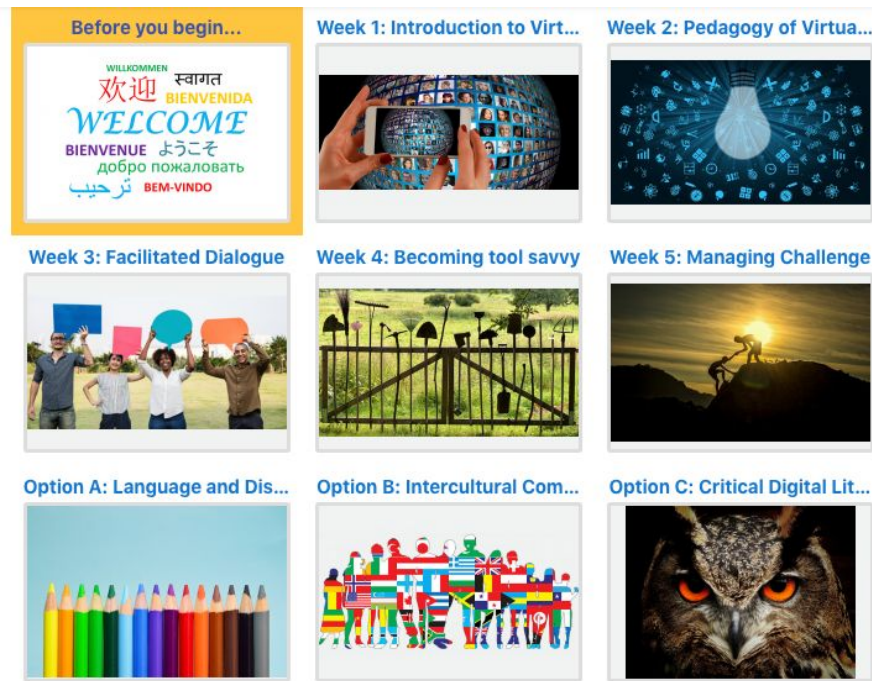 Before you begin...
Week 1: Introduction to Virt...
Week 2: Pedagogy of Virtua...
WILLKOMMEN
欢迎 स्वागत
BIENVENIDA
WELCOME
BIENVENUE ようこそ
добро пожаловать
ترحيب BEM-VINDO
Week 3: Facilitated Dialogue
Week 4: Becoming tool savvy
Week 5: Managing Challenge
Option A: Language and Dis...
Option B: Intercultural Com...
Option C: Critical Digital Lit...